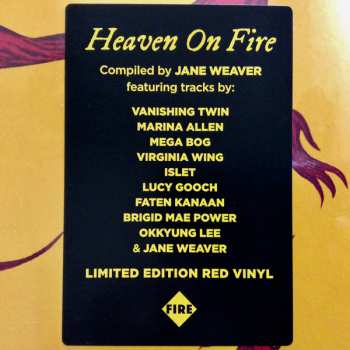 Heaven On Fire
Compiled by JANE WEAVER
featuring tracks by:
VANISHING TWIN
MARINA ALLEN
MEGA BOG
VIRGINIA WING
ISLET
LUCY GOOCH
FATEN KANAAN
BRIGID MAE POWER
OKKYUNG LEE
& JANE WEAVER
LIMITED EDITION RED VINYL
FIRE